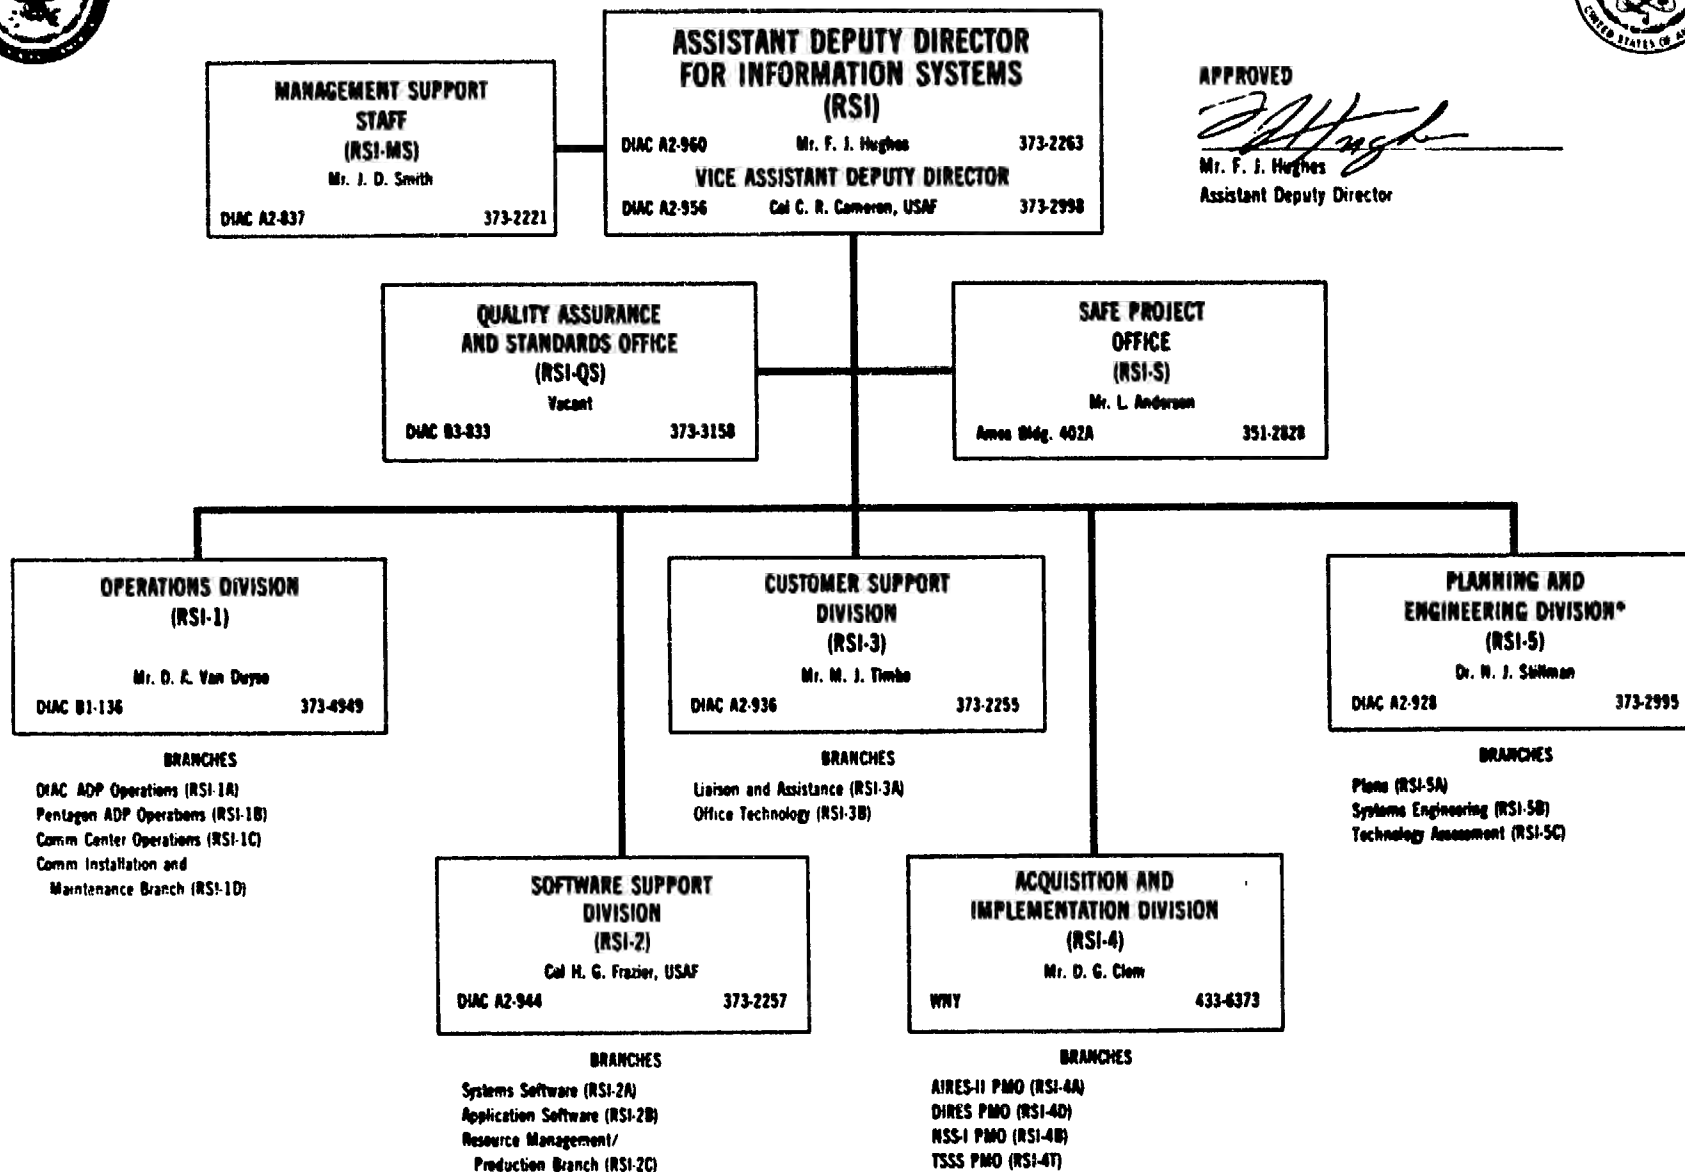 ASSISTANT DEPUTY DIRECTOR
FOR INFORMATION SYSTEMS
(RSI)
DIAC A2-960 Mr. F. J. Hughes 373-2263
VICE ASSISTANT DEPUTY DIRECTOR
DIAC A2-956 Col C. R. Cameron, USAF 373-2998
MANAGEMENT SUPPORT
STAFF
(RSI-MS)
Mr. J. D. Smith
DIAC A2-837 373-2221
UNITED STATES OF
APPROVED
Mr. F. J. Hughes
Assistant Deputy Director
QUALITY ASSURANCE
AND STANDARDS OFFICE
(RSI-QS)
Vacant
DIAC B3-833 373-3158
SAFE PROJECT
OFFICE
(RSI-S)
Mr. L. Anderson
Ames Bldg. 402A 351-2828
OPERATIONS DIVISION
(RSI-1)
Mr. D. A. Van Duyse
DIAC B1-136 373-4949
BRANCHES
DIAC ADP Operations (RSI-1A)
Pentagon ADP Operations (RSI-1B)
Comm Center Operations (RSI-1C)
Comm Installation and
Maintenance Branch (RSI-1D)
CUSTOMER SUPPORT
DIVISION
(RSI-3)
Mr. M. J. Timbo
DIAC A2-936 373-2255
BRANCHES
Liaison and Assistance (RSI-3A)
Office Technology (RSI-3B)
PLANNING AND
ENGINEERING DIVISION*
(RSI-5)
Dr. N. J. Stillman
DIAC A2-928 373-2995
BRANCHES
Plans (RSI-5A)
Systems Engineering (RSI-5B)
Technology Assessment (RSI-5C)
SOFTWARE SUPPORT
DIVISION
(RSI-2)
Col H. G. Frazier, USAF
DIAC A2-944 373-2257
BRANCHES
Systems Software (RSI-2A)
Application Software (RSI-2B)
Resource Management/
Production Branch (RSI-2C)
ACQUISITION AND
IMPLEMENTATION DIVISION
(RSI-4)
Mr. D. G. Clem
WNY 433-6373
BRANCHES
AIRES-II PMO (RSI-4A)
DIRES PMO (RSI-4D)
NSS-I PMO (RSI-4B)
TSSS PMO (RSI-4T)